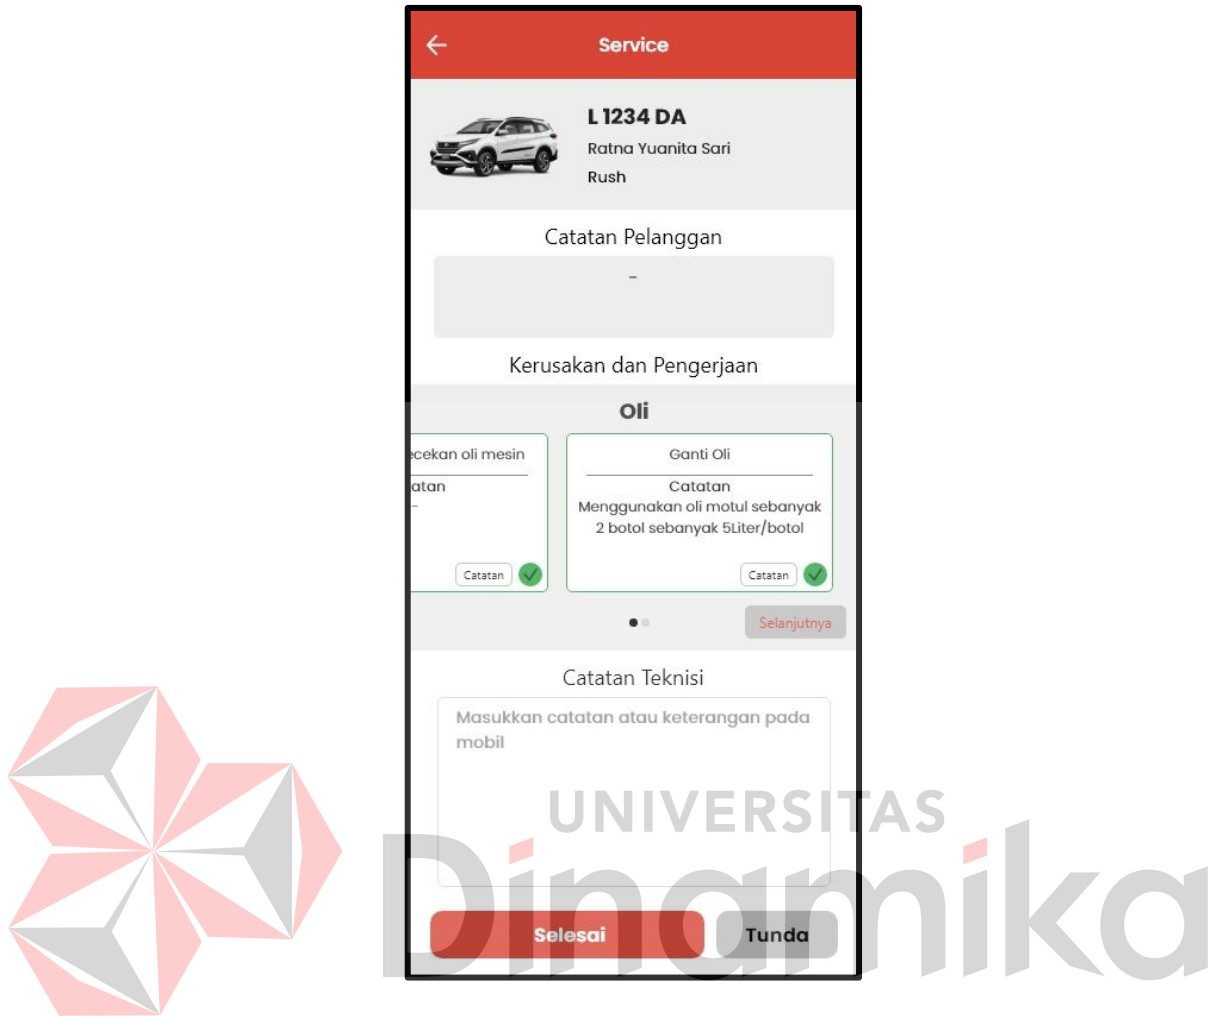 Service
L 1234 DA
Ratna Yuanita Sari
Rush
Catatan Pelanggan
-
Kerusakan dan Pengerjaan
Oli
ecekan oli mesin
atan
-
Catatan
Ganti Oli
Catatan
Menggunakan oli motul sebanyak
2 botol sebanyak 5Liter/botol
Catatan
Selanjutnya
Catatan Teknisi
Masukkan catatan atau keterangan pada
mobil
Selesai
Tunda
UNIVERSITAS
Dinamika